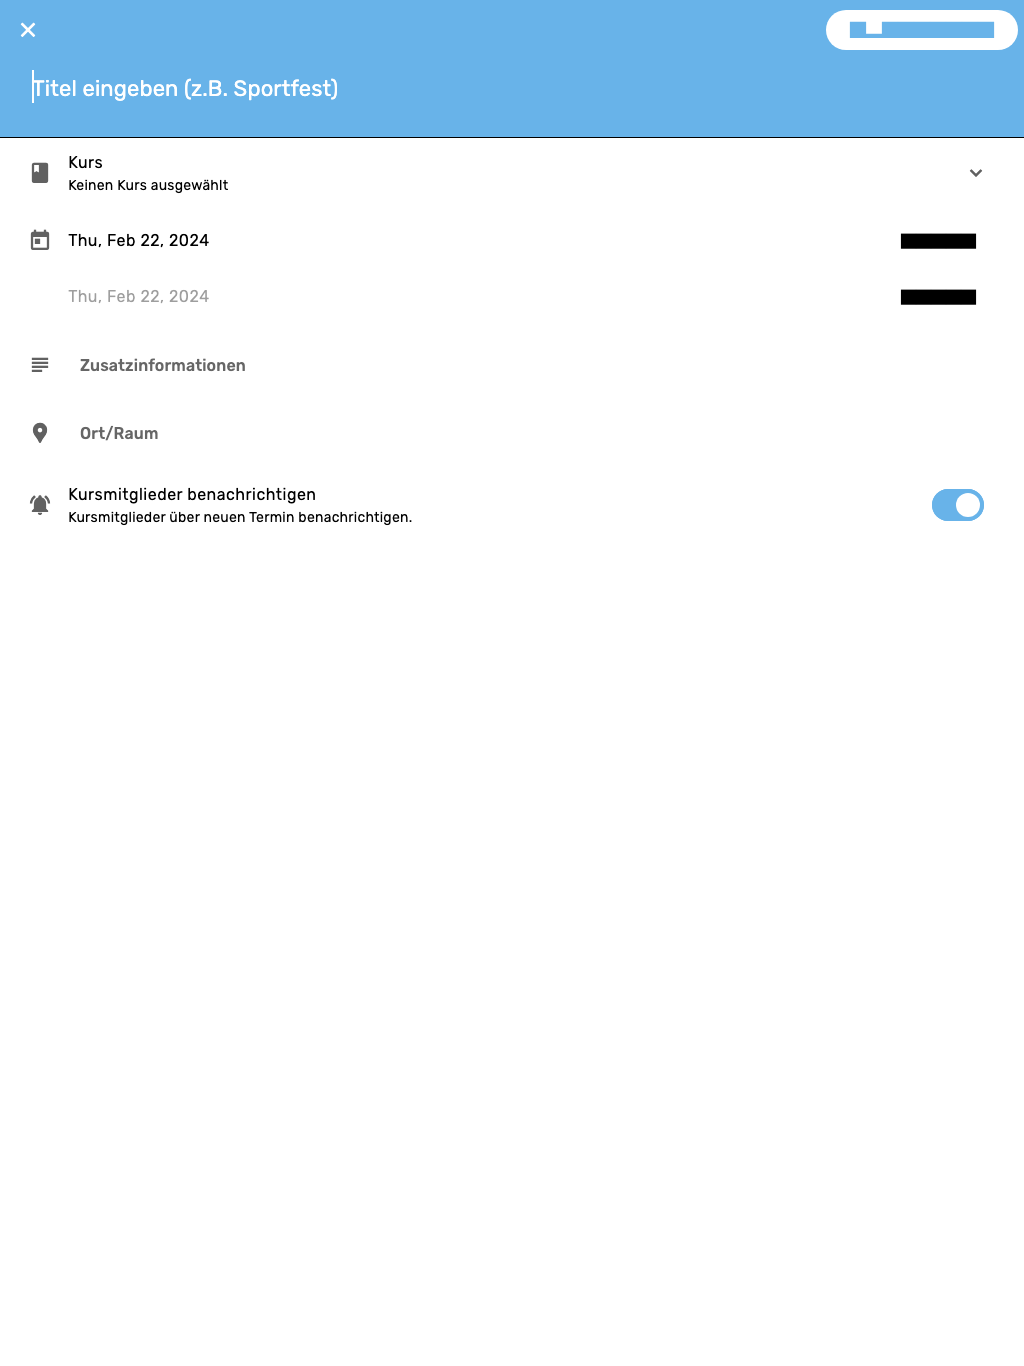 Titel eingeben (z.B. Sportfest)
Kurs
Keinen Kurs ausgewählt
Thu, Feb 22, 2024
Thu, Feb 22, 2024
Zusatzinformationen
Ort/Raum
Kursmitglieder benachrichtigen
Kursmitglieder über neuen Termin benachrichtigen.